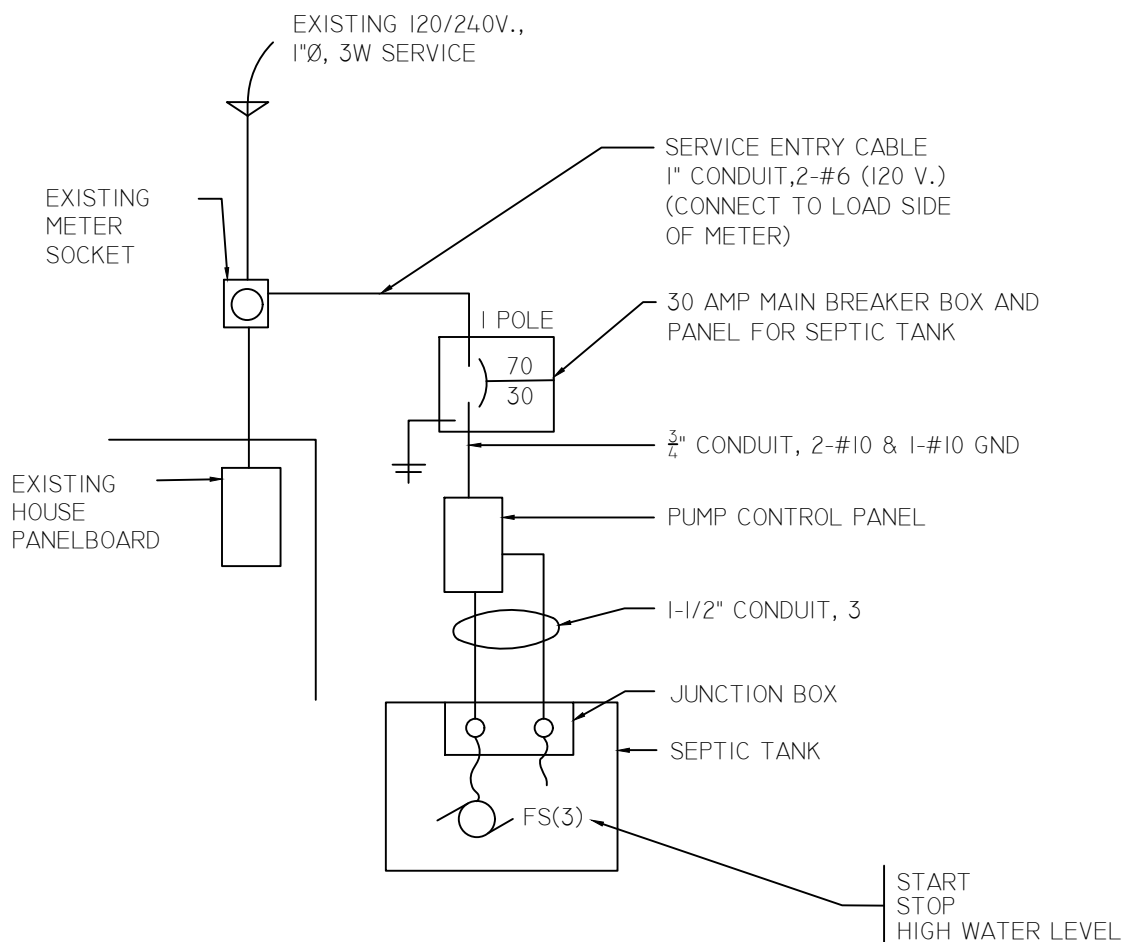 EXISTING 120/240V.,
1"Ø, 3W SERVICE
SERVICE ENTRY CABLE
1" CONDUIT,2-#6 (120 V.)
(CONNECT TO LOAD SIDE
OF METER)
EXISTING
METER
SOCKET
30 AMP MAIN BREAKER BOX AND
PANEL FOR SEPTIC TANK
1 POLE
70
30
3/4" CONDUIT, 2-#10 & 1-#10 GND
EXISTING
HOUSE
PANELBOARD
PUMP CONTROL PANEL
1-1/2" CONDUIT, 3
JUNCTION BOX
SEPTIC TANK
FS(3)
START
STOP
HIGH WATER LEVEL